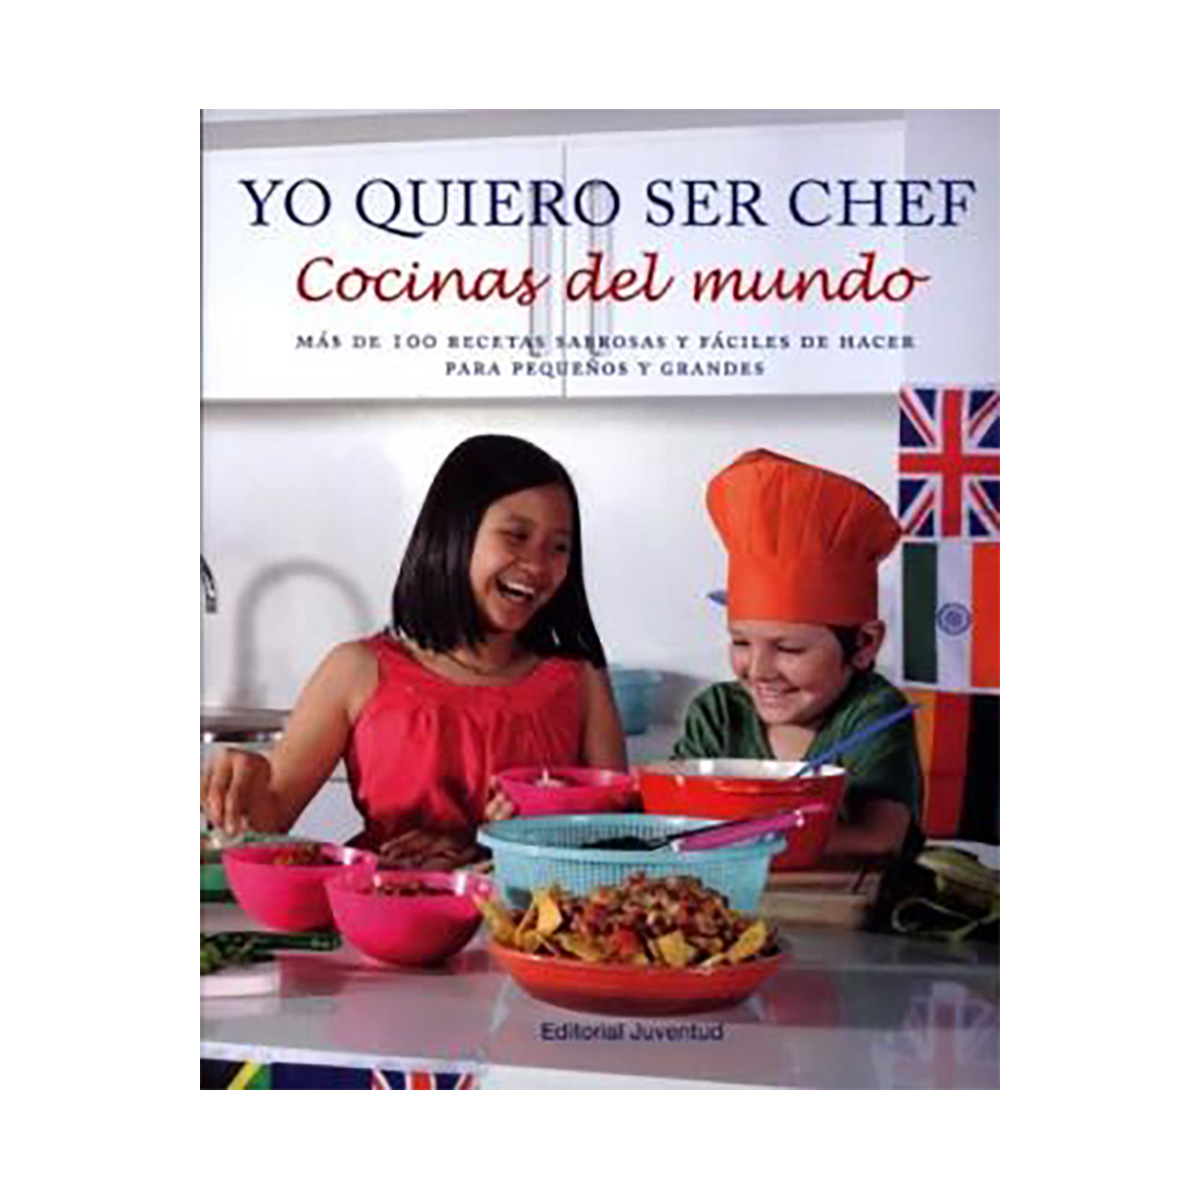 YO QUIERO SER CHEF
Cocinas del mundo
MÁS DE 100 RECETAS SABROSAS Y FÁCILES DE HACER
PARA PEQUEÑOS Y GRANDES
Editorial Juventud